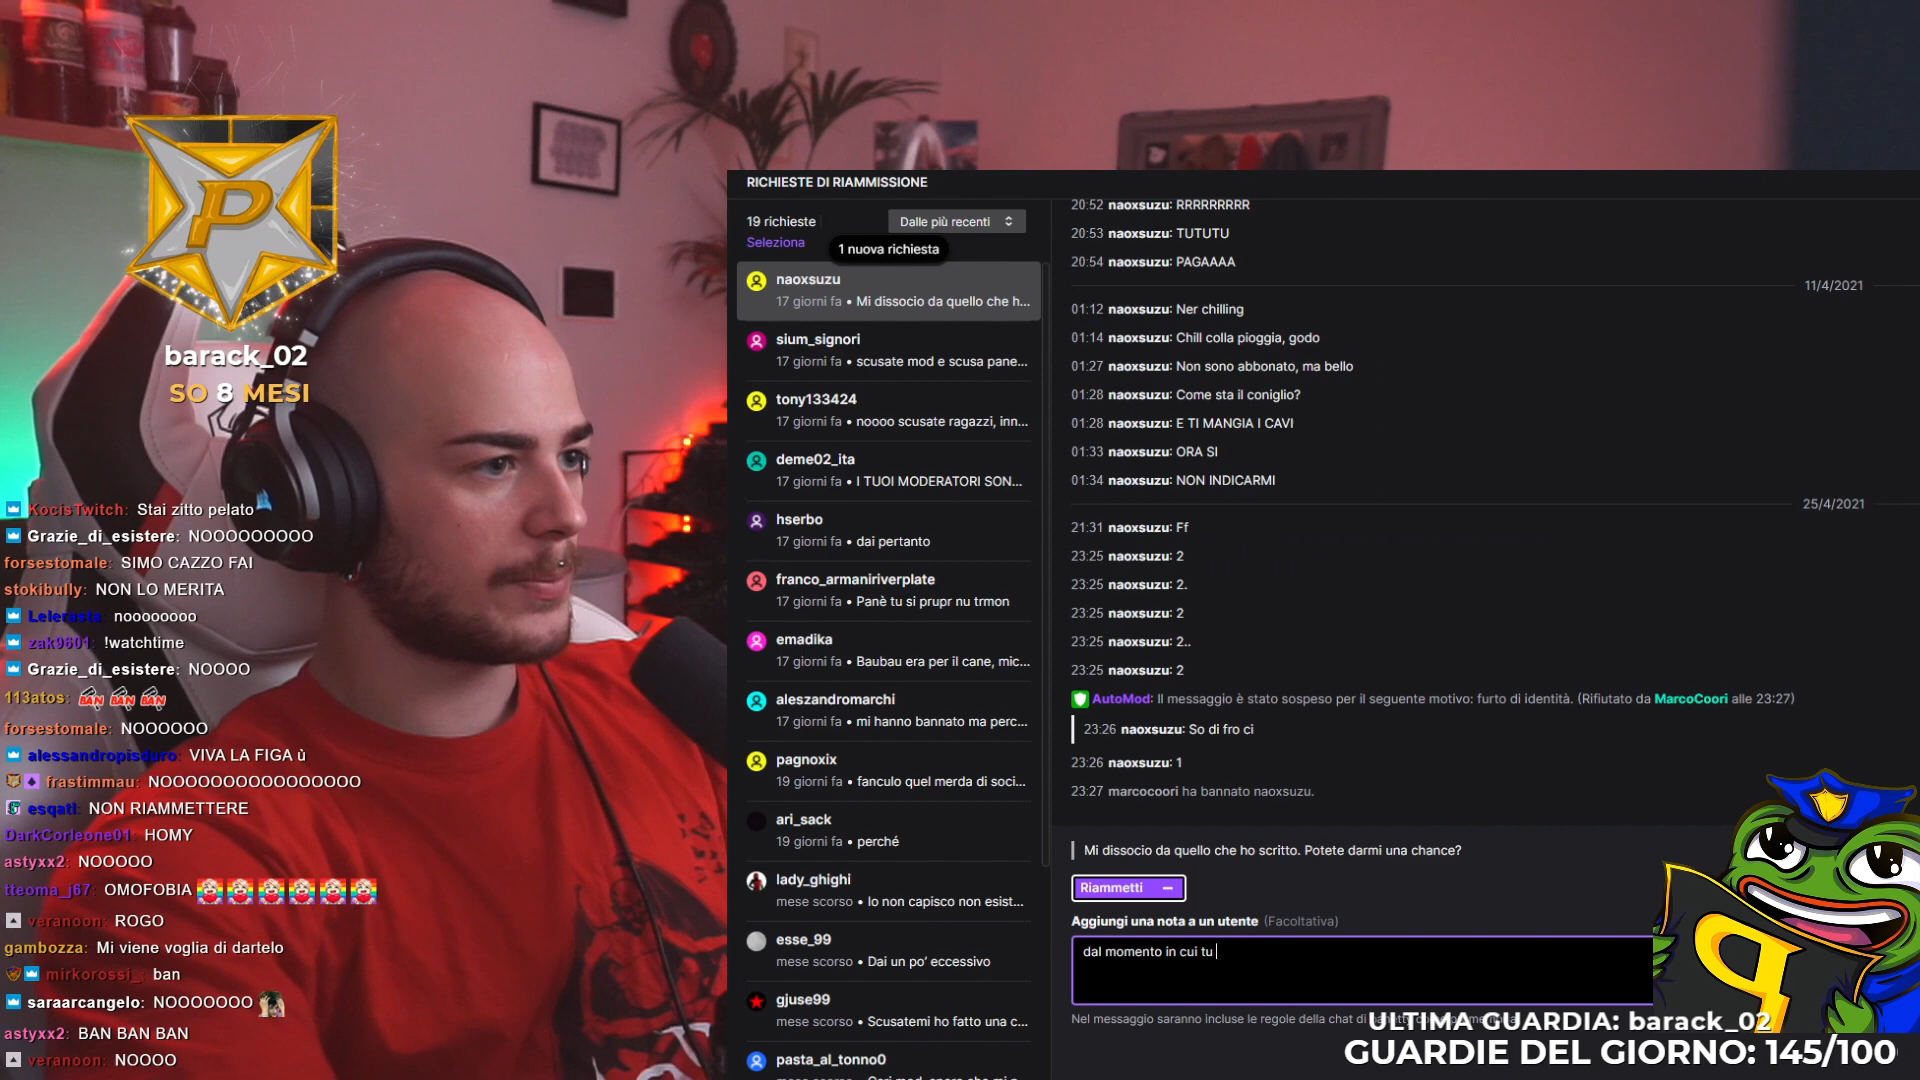 P
barack_02
SO 8 MESI
KocisTwitch: Stai zitto pelato
Grazie_di_esistere: NOOOOOOOOO
forsestomale: SIMO CAZZO FAI
stokibully: NON LO MERITA
Lelerasta: noooooooo
zak9601: !watchtime
Grazie_di_esistere: NOOOO
113atos: BAN BAN BAN
forsestomale: NOOOOOO
alessandropisduro: VIVA LA FIGA ù
frastimmau: NOOOOOOOOOOOOOOOO
esqatl: NON RIAMMETTERE
DarkCorleone01: HOMY
astyxx2: NOOOOO
tteoma_j67: OMOFOBIA
veranoon: ROGO
gambozza: Mi viene voglia di dartelo
mirkorossi_: ban
saraarcangelo: NOOOOOOO
astyxx2: BAN BAN BAN
veranoon: NOOOO
RICHIESTE DI RIAMMISSIONE
19 richieste
Dalle più recenti
Seleziona
1 nuova richiesta
naoxsuzu
17 giorni fa • Mi dissocio da quello che h...
sium_signori
17 giorni fa • scusate mod e scusa pane...
tony133424
17 giorni fa • noooo scusate ragazzi, inn...
deme02_ita
17 giorni fa • I TUOI MODERATORI SON...
hserbo
17 giorni fa • dai pertanto
franco_armaniriverplate
17 giorni fa • Panè tu si prupr nu trmon
emadika
17 giorni fa • Baubau era per il cane, mic...
aleszandromarchi
17 giorni fa • mi hanno bannato ma perc...
pagnoxix
19 giorni fa • fanculo quel merda di soci...
ari_sack
19 giorni fa • perché
lady_ghighi
mese scorso • Io non capisco non esist...
esse_99
mese scorso • Dai un po' eccessivo
gjuse99
mese scorso • Scusatemi ho fatto una c...
pasta_al_tonno0
20:52 naoxsuzu: RRRRRRRRR
20:53 naoxsuzu: TUTUTU
20:54 naoxsuzu: PAGAAAA
11/4/2021
01:12 naoxsuzu: Ner chilling
01:14 naoxsuzu: Chill colla pioggia, godo
01:27 naoxsuzu: Non sono abbonato, ma bello
01:28 naoxsuzu: Come sta il coniglio?
01:28 naoxsuzu: E TI MANGIA I CAVI
01:33 naoxsuzu: ORA SI
01:34 naoxsuzu: NON INDICARMI
25/4/2021
21:31 naoxsuzu: Ff
23:25 naoxsuzu: 2
23:25 naoxsuzu: 2.
23:25 naoxsuzu: 2
23:25 naoxsuzu: 2..
23:25 naoxsuzu: 2
AutoMod: Il messaggio è stato sospeso per il seguente motivo: furto di identità. (Rifiutato da MarcoCoori alle 23:27)
23:26 naoxsuzu: So di fro ci
23:26 naoxsuzu: 1
23:27 marcocoori ha bannato naoxsuzu.
Mi dissocio da quello che ho scritto. Potete darmi una chance?
Riammetti
Aggiungi una nota a un utente (Facoltativa)
dal momento in cui tu
Nel messaggio saranno incluse le regole della chat di
P
ULTIMA GUARDIA: barack_02
GUARDIE DEL GIORNO: 145/100